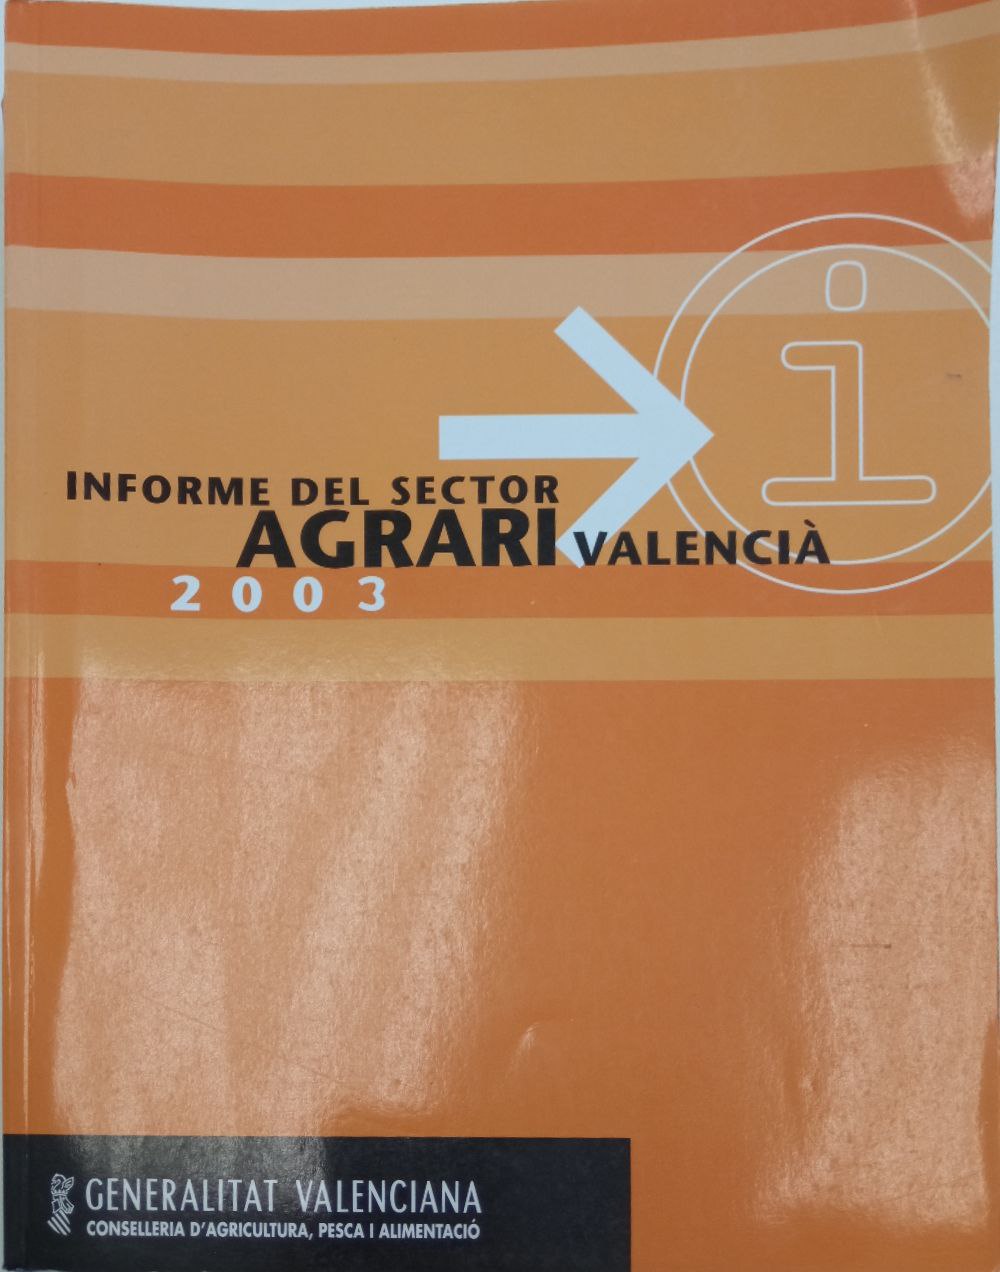 i
INFORME DEL SECTOR
AGRARI VALENCIÀ
2003
GENERALITAT VALENCIANA
CONSELLERIA D'AGRICULTURA, PESCA I ALIMENTACIÓ